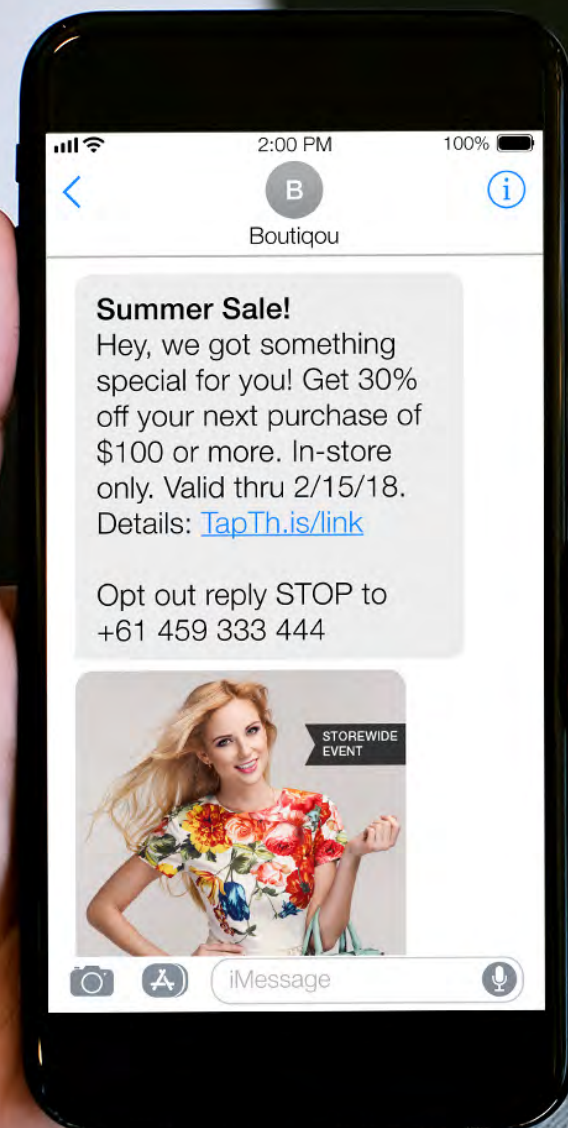 2:00 PM
100%
B
i
Boutiqou
Summer Sale!
Hey, we got something
special for you! Get 30%
off your next purchase of
$100 or more. In-store
only. Valid thru 2/15/18.
Details: TapTh.is/link
Opt out reply STOP to
+61 459 333 444
STOREWIDE
EVENT
iMessage